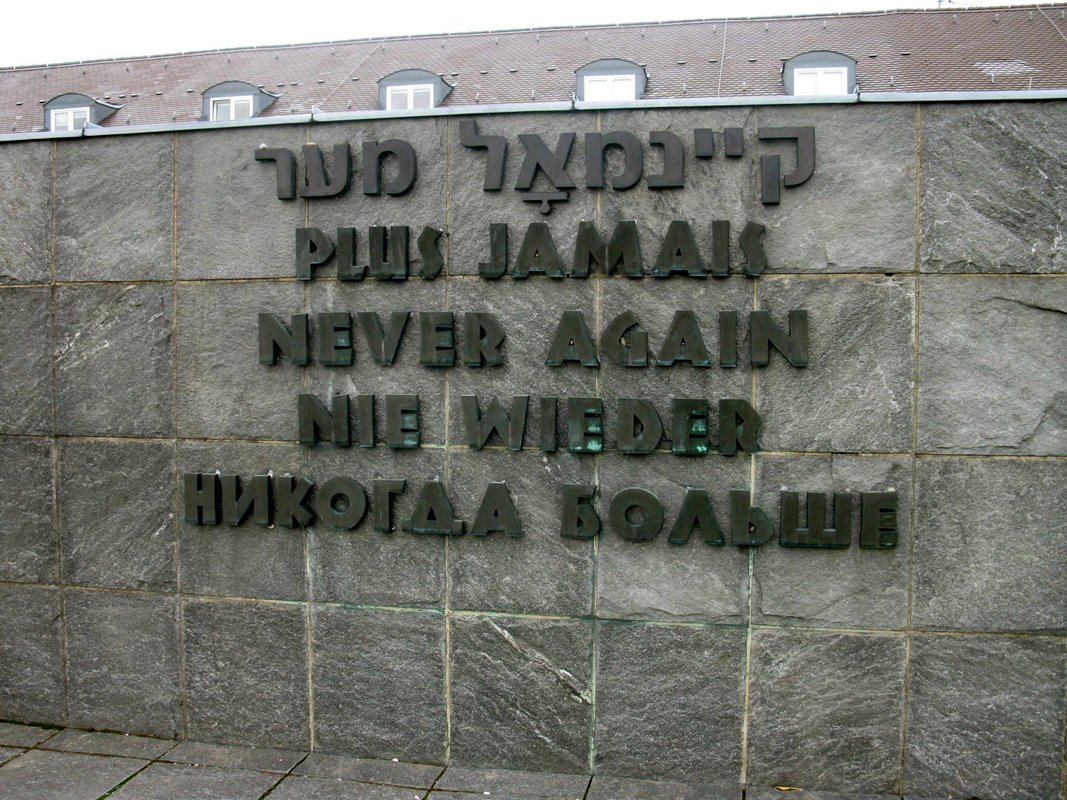 קיינמאָל מער
PLUS JAMAIS
NEVER AGAIN
NIE WIEDER
НИКОГДА БОЛЬШЕ